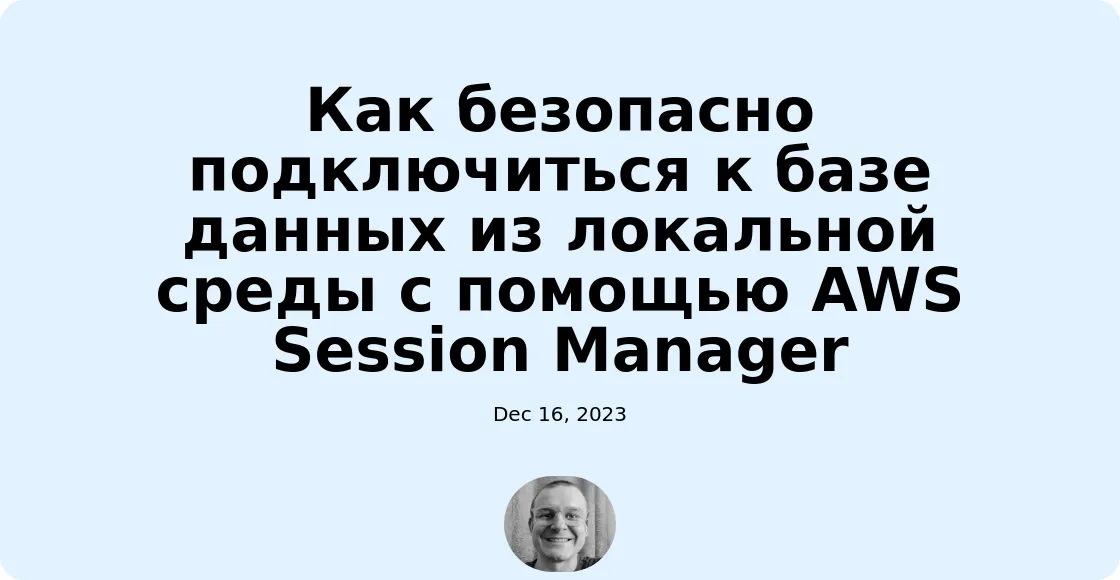 Как безопасно
подключиться к базе
данных из локальной
среды с помощью AWS
Session Manager
Dec 16, 2023